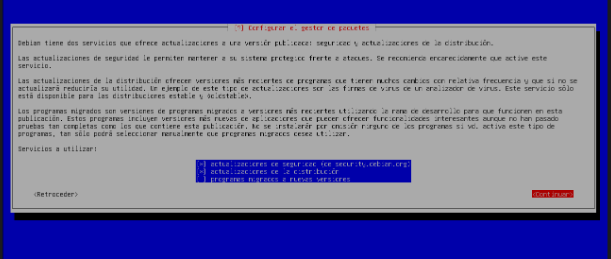 [!] Configurar el gestor de paquetes
Debian tiene dos servicios que ofrece actualizaciones a una versión publicada: seguridad y actualizaciones de la distribución.
Las actualizaciones de seguridad le permiten mantener a su sistema protegido frente a ataques. Se recomienda encarecidamente que active este
servicio.
Las actualizaciones de la distribución ofrecer versiones más recientes de programas que tienen muchos cambios con relativa frecuencia y que si no se
actualizará reduciría su utilidad. Un ejemplo de este tipo de actualizaciones son las firmas de virus de un analizador de virus. Este servicio sólo
está disponible para las distribuciones estable y «oldstable».
Los programas migrados son versiones de programas migrados a versiones más recientes utilizando la rama de desarrollo para que funcionen en esta
publicación. Estos programas incluyen versiones más nuevas de aplicaciones que pueden ofrecer funcionalidades interesantes aunque no han pasado
pruebas tan completas como los que contiene esta publicación. No se instalarán por omisión ninguno de los programas si vd. activa este tipo de
programas, tan sólo podrá seleccionar manualmente qué programas migrados desea utilizar.
Servicios a utilizar:
[*] actualizaciones de seguridad (de security.debian.org)
[*] actualizaciones de la distribución
[ ] programas migrados a nuevas versiones
<Retroceder> <Continuar>